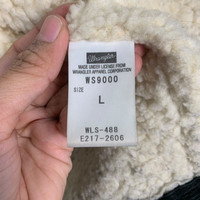 Wrangler
MADE UNDER LICENSE FROM
WRANGLER APPAREL CORPORATION
WS9000
SIZE
L
WLS-488
E217-2606